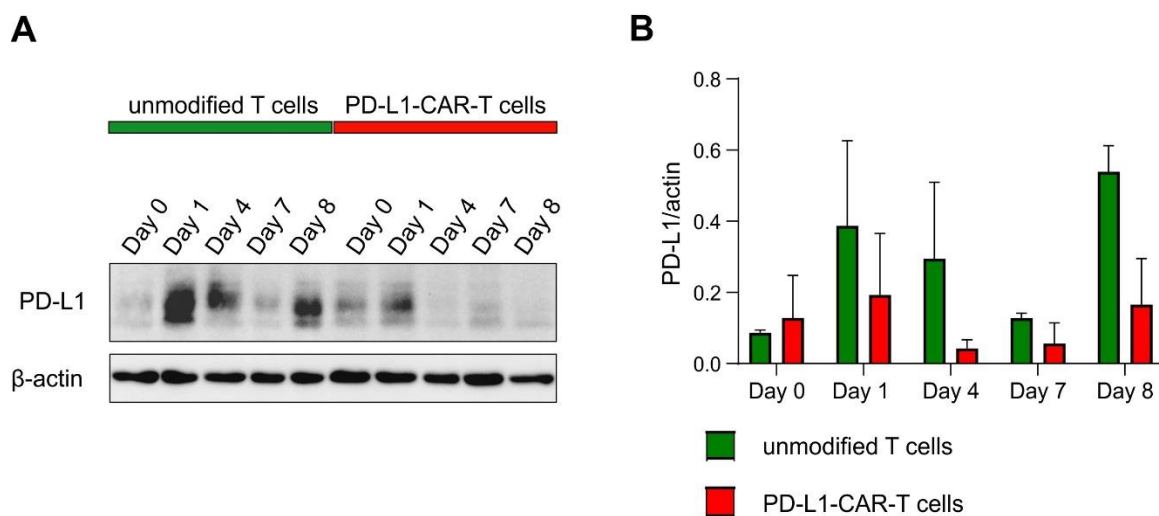 A
unmodified T cells PD-L1-CAR-T cells
Day 0 Day 1 Day 4 Day 7 Day 8 Day 0 Day 1 Day 4 Day 7 Day 8
PD-L1
β-actin
B
PD-L1/actin
0.8
0.6
0.4
0.2
0.0
Day 0 Day 1 Day 4 Day 7 Day 8
unmodified T cells
PD-L1-CAR-T cells